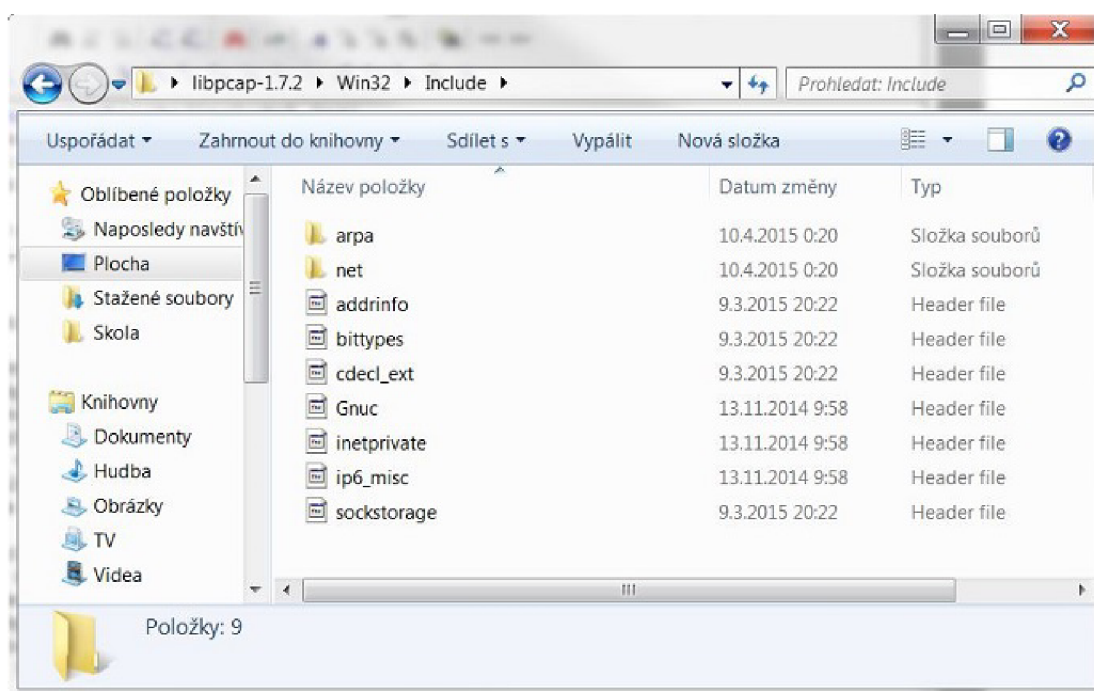 libpcap-1.7.2 Win32 Include Prohledat: Include
Uspořádat Zahrnout do knihovny Sdílet s Vypálit Nová složka
Oblíbené položky
Naposledy navštív
Plocha
Stažené soubory
Skola
Knihovny
Dokumenty
Hudba
Obrázky
TV
Videa
Název položky Datum změny Typ
arpa 10.4.2015 0:20 Složka souborů
net 10.4.2015 0:20 Složka souborů
addrinfo 9.3.2015 20:22 Header file
bittypes 9.3.2015 20:22 Header file
cdecl_ext 9.3.2015 20:22 Header file
Gnuc 13.11.2014 9:58 Header file
inetprivate 13.11.2014 9:58 Header file
ip6_misc 13.11.2014 9:58 Header file
sockstorage 9.3.2015 20:22 Header file
Položky: 9